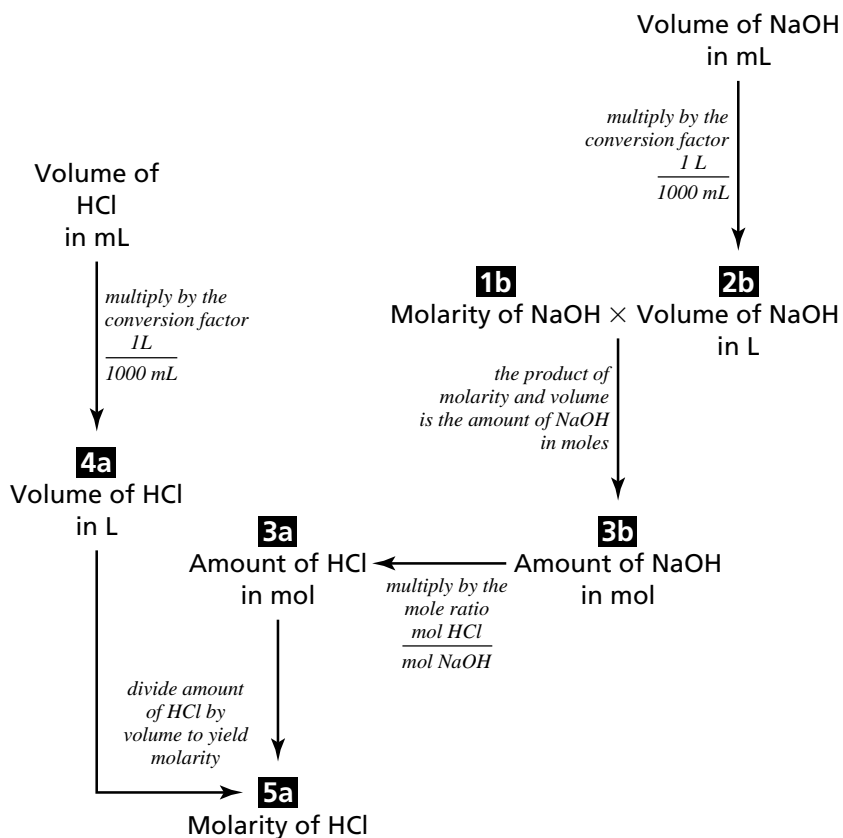 Volume of NaOH
in mL
multiply by the
conversion factor
1 L
1000 mL
Volume of
HCl
in mL
multiply by the
conversion factor
1L
1000 mL
1b
2b
Molarity of NaOH × Volume of NaOH
in L
the product of
molarity and volume
is the amount of NaOH
in moles
4a
Volume of HCl
in L
3a
3b
Amount of HCl
in mol
Amount of NaOH
in mol
multiply by the
mole ratio
mol HCl
mol NaOH
divide amount
of HCl by
volume to yield
molarity
5a
Molarity of HCl